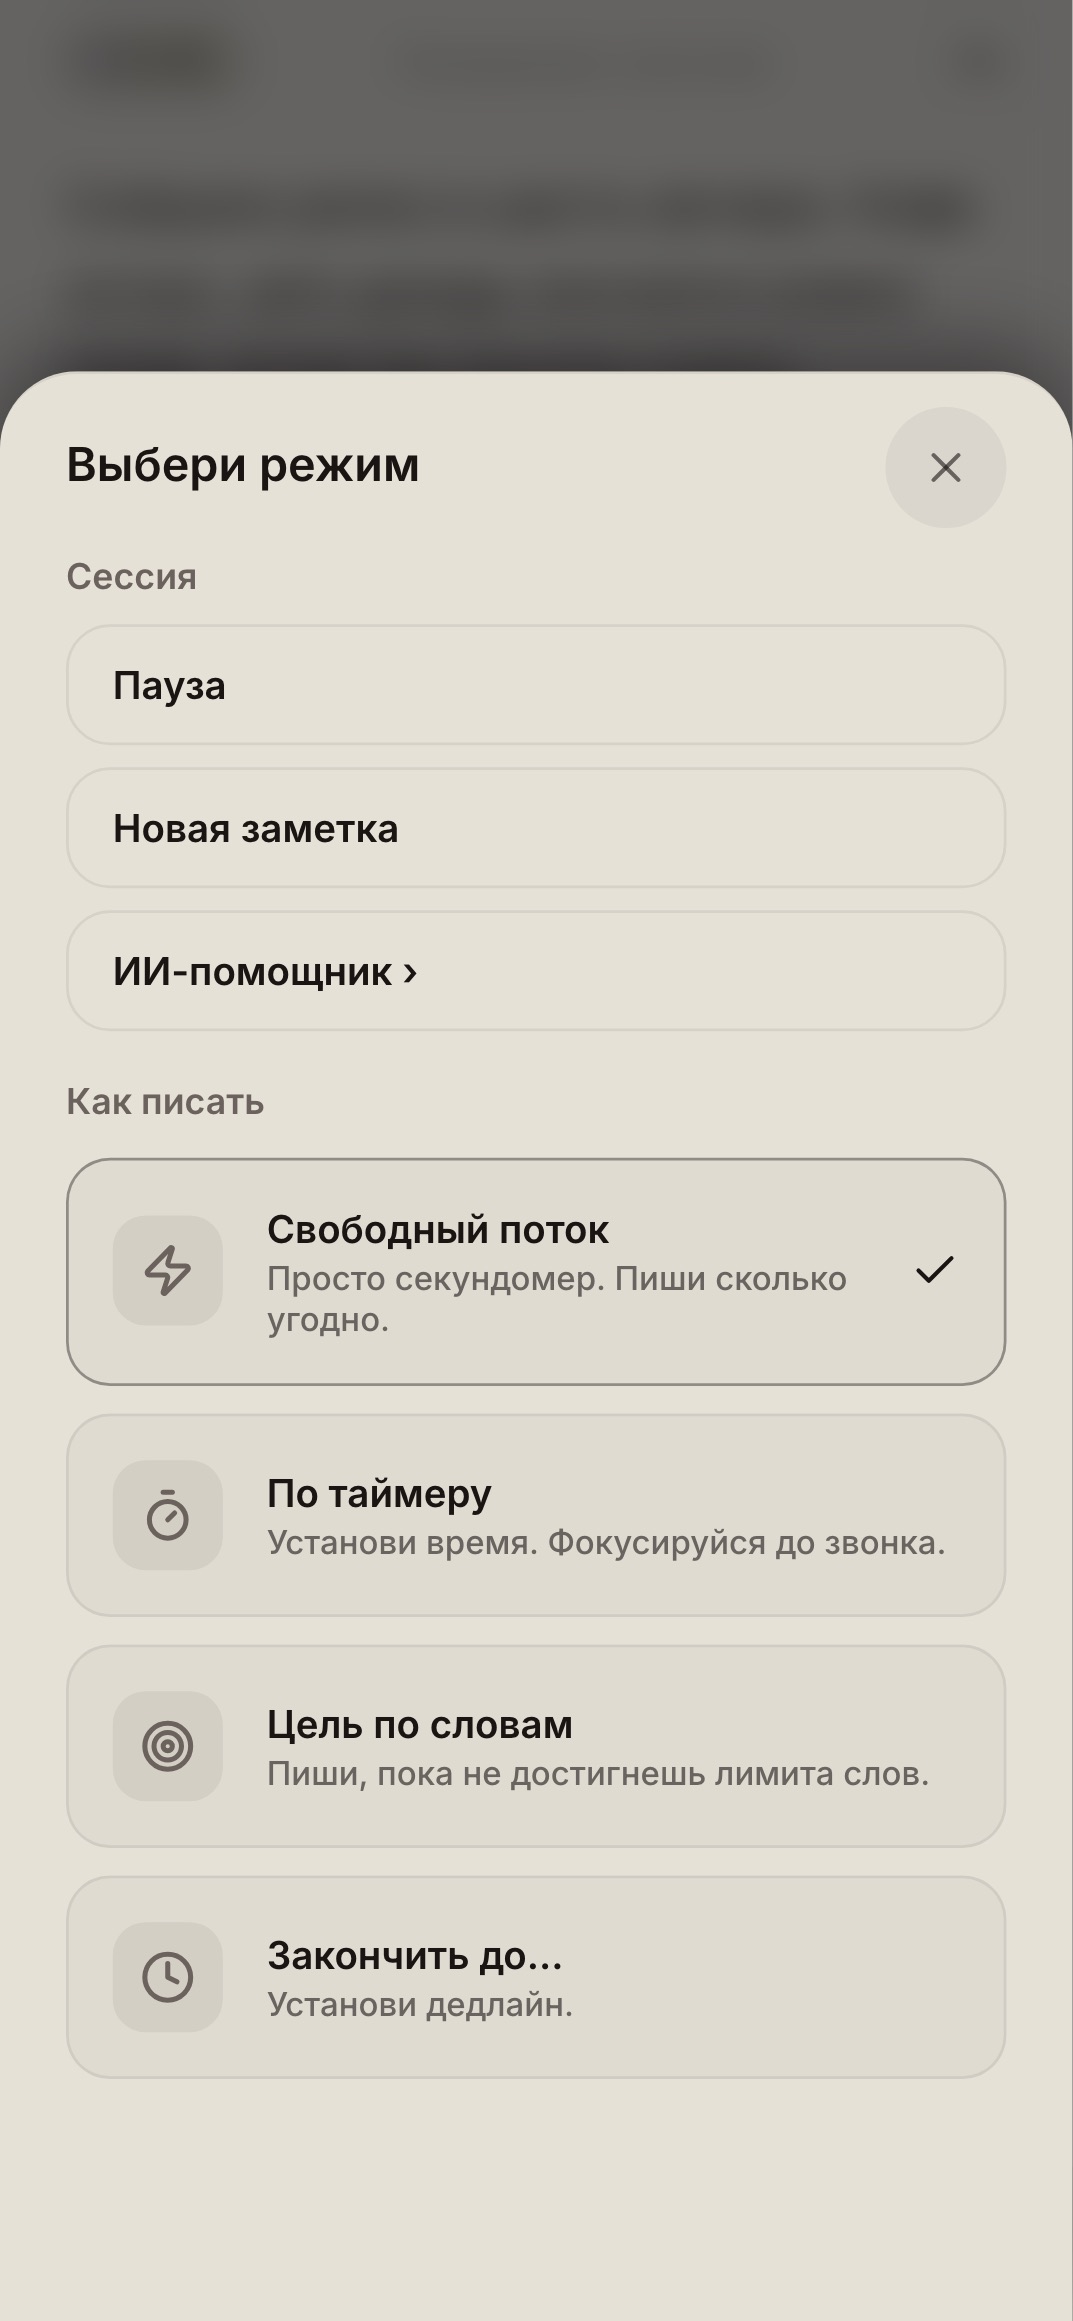 Выбери режим
Сессия
Пауза
Новая заметка
ИИ-помощник ›
Как писать
Свободный поток
Просто секундомер. Пиши сколько
угодно.
По таймеру
Установи время. Фокусируйся до звонка.
Цель по словам
Пиши, пока не достигнешь лимита слов.
Закончить до...
Установи дедлайн.